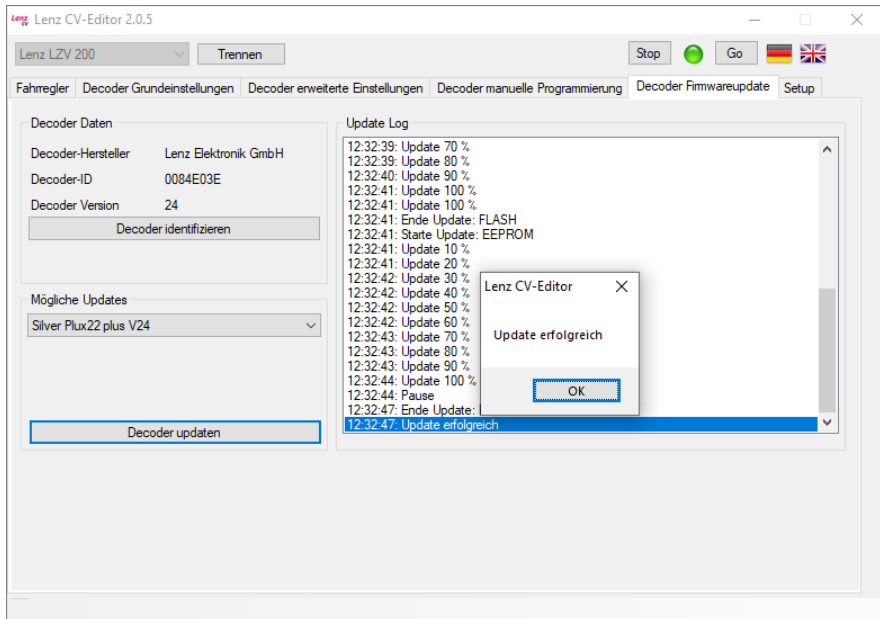 Lenz CV Lenz CV-Editor 2.0.5
Lenz LZV 200 Trennen Stop Go
Fahrregler Decoder Grundeinstellungen Decoder erweiterte Einstellungen Decoder manuelle Programmierung Decoder Firmwareupdate Setup
Decoder Daten
Decoder-Hersteller Lenz Elektronik GmbH
Decoder-ID 0084E03E
Decoder Version 24
Decoder identifizieren
Mögliche Updates
Silver Plux22 plus V24
Decoder updaten
Update Log
12:32:39: Update 70 %
12:32:39: Update 80 %
12:32:40: Update 90 %
12:32:41: Update 100 %
12:32:41: Update 100 %
12:32:41: Ende Update: FLASH
12:32:41: Starte Update: EEPROM
12:32:41: Update 10 %
12:32:41: Update 20 %
12:32:42: Update 30 %
12:32:42: Update 40 %
12:32:42: Update 50 %
12:32:42: Update 60 %
12:32:43: Update 70 %
12:32:43: Update 80 %
12:32:43: Update 90 %
12:32:44: Update 100 %
12:32:44: Pause
12:32:47: Ende Update:
12:32:47: Update erfolgreich
Lenz CV-Editor
Update erfolgreich
OK